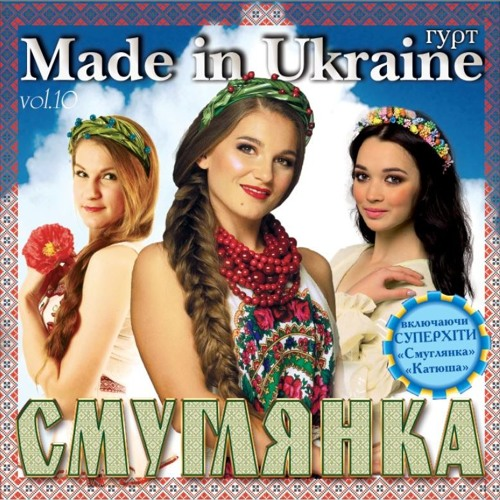 гурт
Made in Ukraine
vol.10
включаючи
СУПЕРХІТИ
«Смуглянка»
«Катюша»
СМУГЛЯНКА